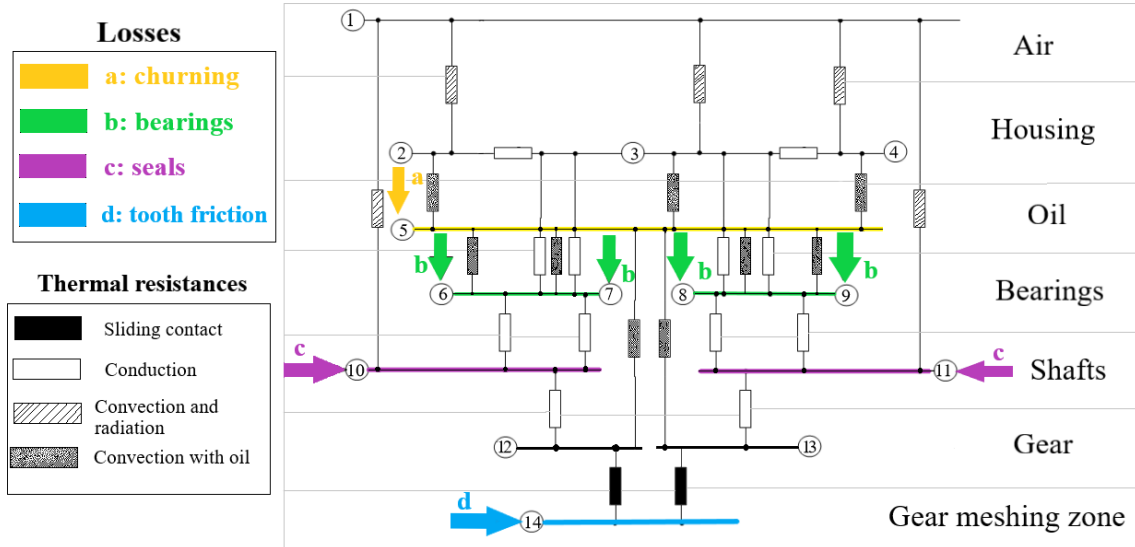 Losses
a: churning
b: bearings
c: seals
d: tooth friction
Thermal resistances
Sliding contact
Conduction
Convection and
radiation
Convection with oil
1
Air
Housing
2
3
4
a
Oil
5
b
b
b
b
6
7
8
9
Bearings
c
10
11
c
Shafts
12
13
Gear
d
14
Gear meshing zone